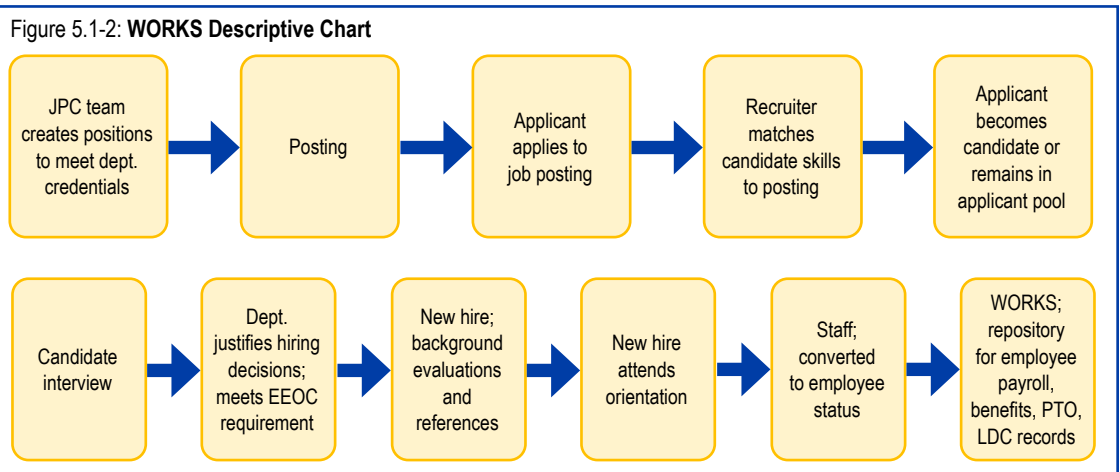 Figure 5.1-2: WORKS Descriptive Chart
JPC team
creates positions
to meet dept.
credentials
Posting
Applicant
applies to
job posting
Recruiter
matches
candidate skills
to posting
Applicant
becomes
candidate or
remains in
applicant pool
Candidate
interview
Dept.
justifies hiring
decisions;
meets EEOC
requirement
New hire;
background
evaluations
and
references
New hire
attends
orientation
Staff;
converted
to employee
status
WORKS;
repository
for employee
payroll,
benefits, PTO,
LDC records